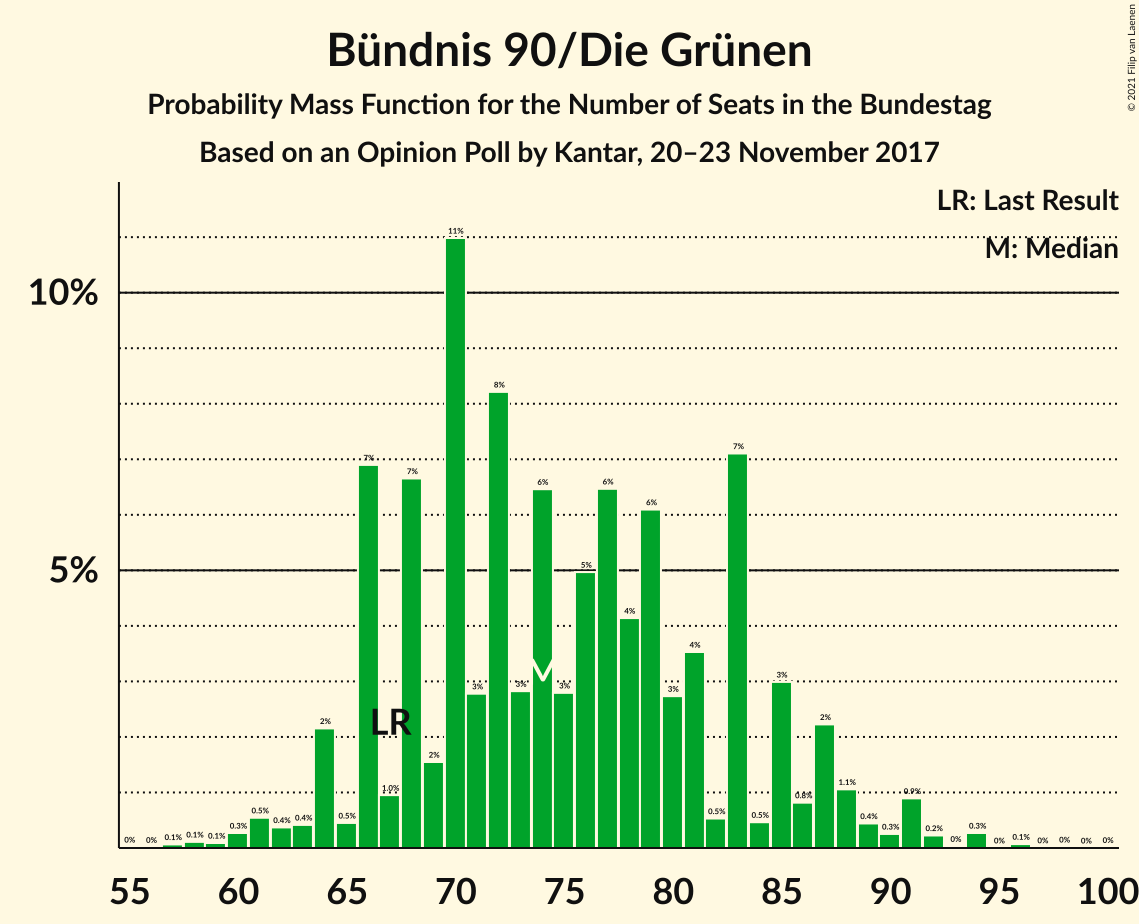 Bündnis 90/Die Grünen
Probability Mass Function for the Number of Seats in the Bundestag
Based on an Opinion Poll by Kantar, 20–23 November 2017
© 2021 Filip van Laenen
LR: Last Result
M: Median
10%
5%
0% 0% 0.1% 0.1% 0.1% 0.3% 0.5% 0.4% 0.4% 2% 0.5% 7% 1.0% 7% 2% 11% 3% 8% 3% 6% 3% 5% 6% 4% 6% 3% 4% 0.5% 7% 0.5% 3% 0.8% 2% 1.1% 0.4% 0.3% 0.9% 0.2% 0% 0.3% 0% 0.1% 0% 0% 0% 0%
LR
M
55 60 65 70 75 80 85 90 95 100